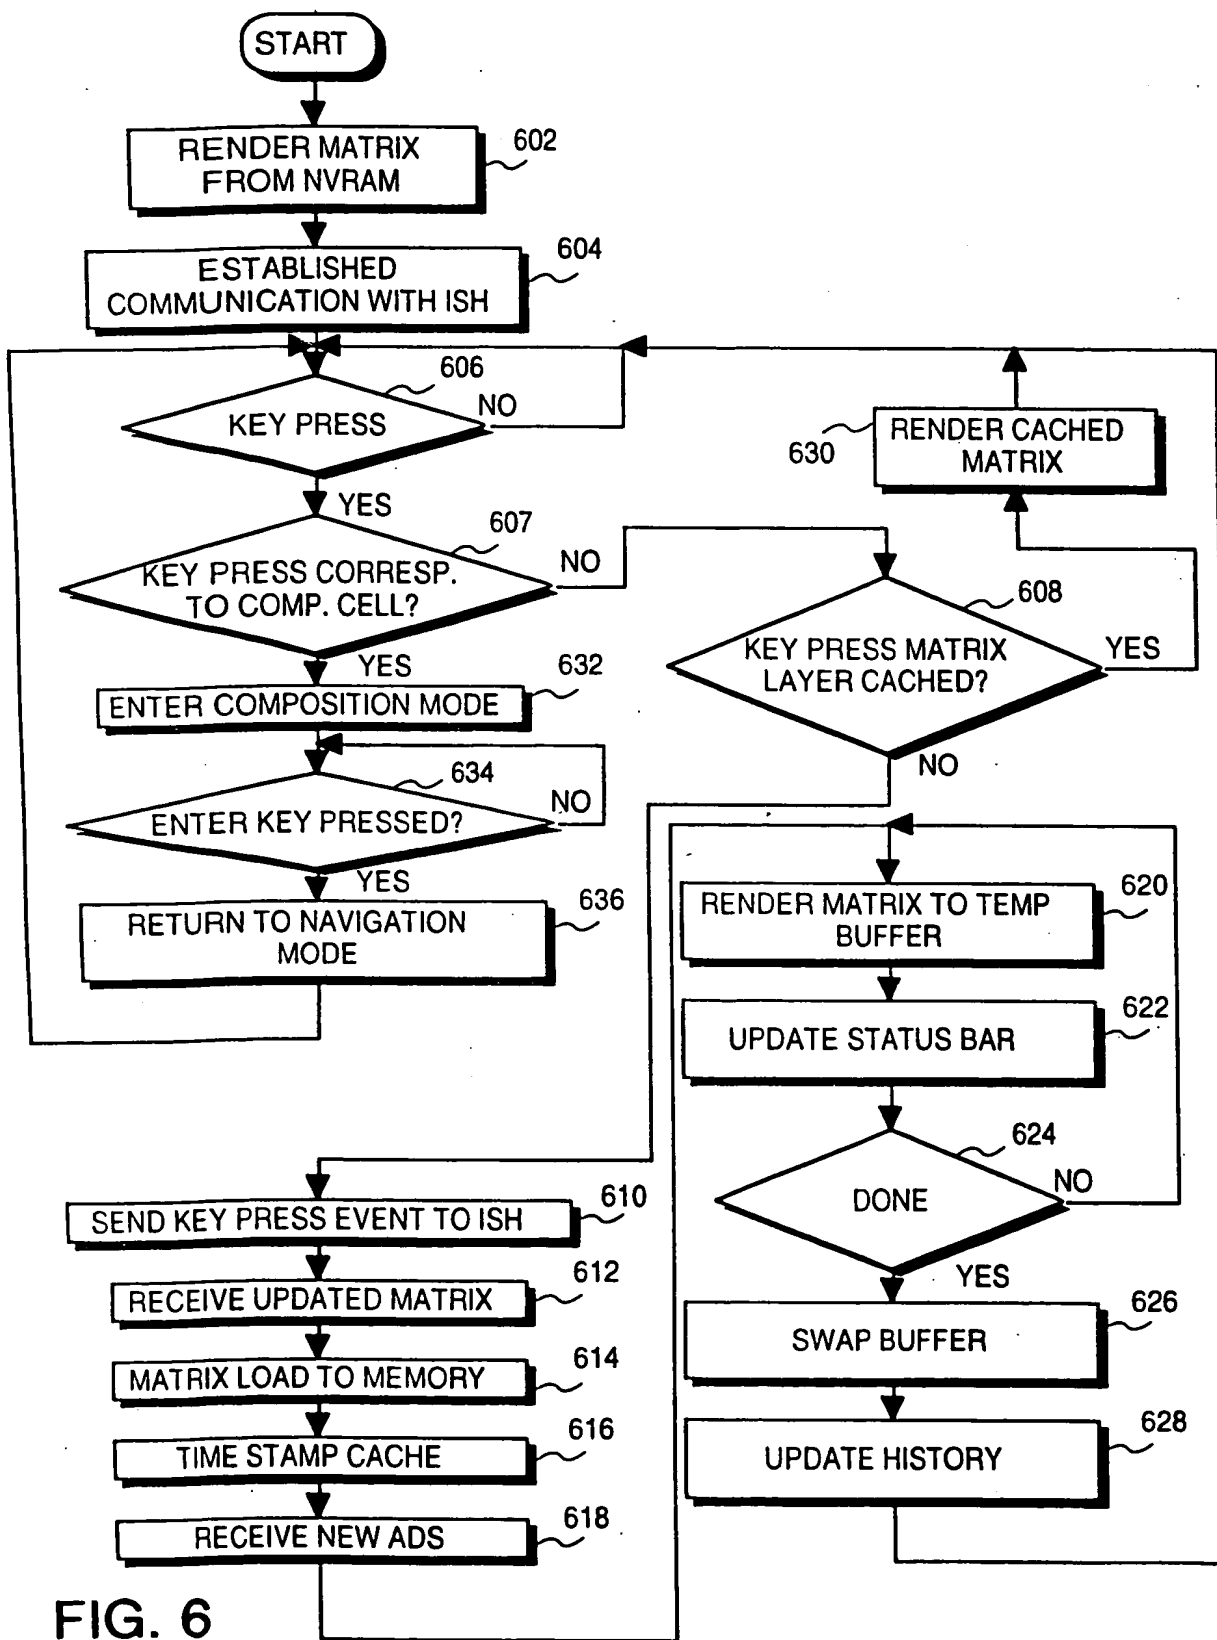 START
RENDER MATRIX
FROM NVRAM
602
ESTABLISHED
COMMUNICATION WITH ISH
604
606
KEY PRESS
NO
YES
607
KEY PRESS CORRESP.
TO COMP. CELL?
NO
YES
632
ENTER COMPOSITION MODE
634
ENTER KEY PRESSED?
NO
YES
RETURN TO NAVIGATION
MODE
636
630
RENDER CACHED
MATRIX
608
KEY PRESS MATRIX
LAYER CACHED?
YES
NO
SEND KEY PRESS EVENT TO ISH
610
RECEIVE UPDATED MATRIX
612
MATRIX LOAD TO MEMORY
614
TIME STAMP CACHE
616
RECEIVE NEW ADS
618
RENDER MATRIX TO TEMP
BUFFER
620
UPDATE STATUS BAR
622
624
DONE
NO
YES
SWAP BUFFER
626
UPDATE HISTORY
628
FIG. 6